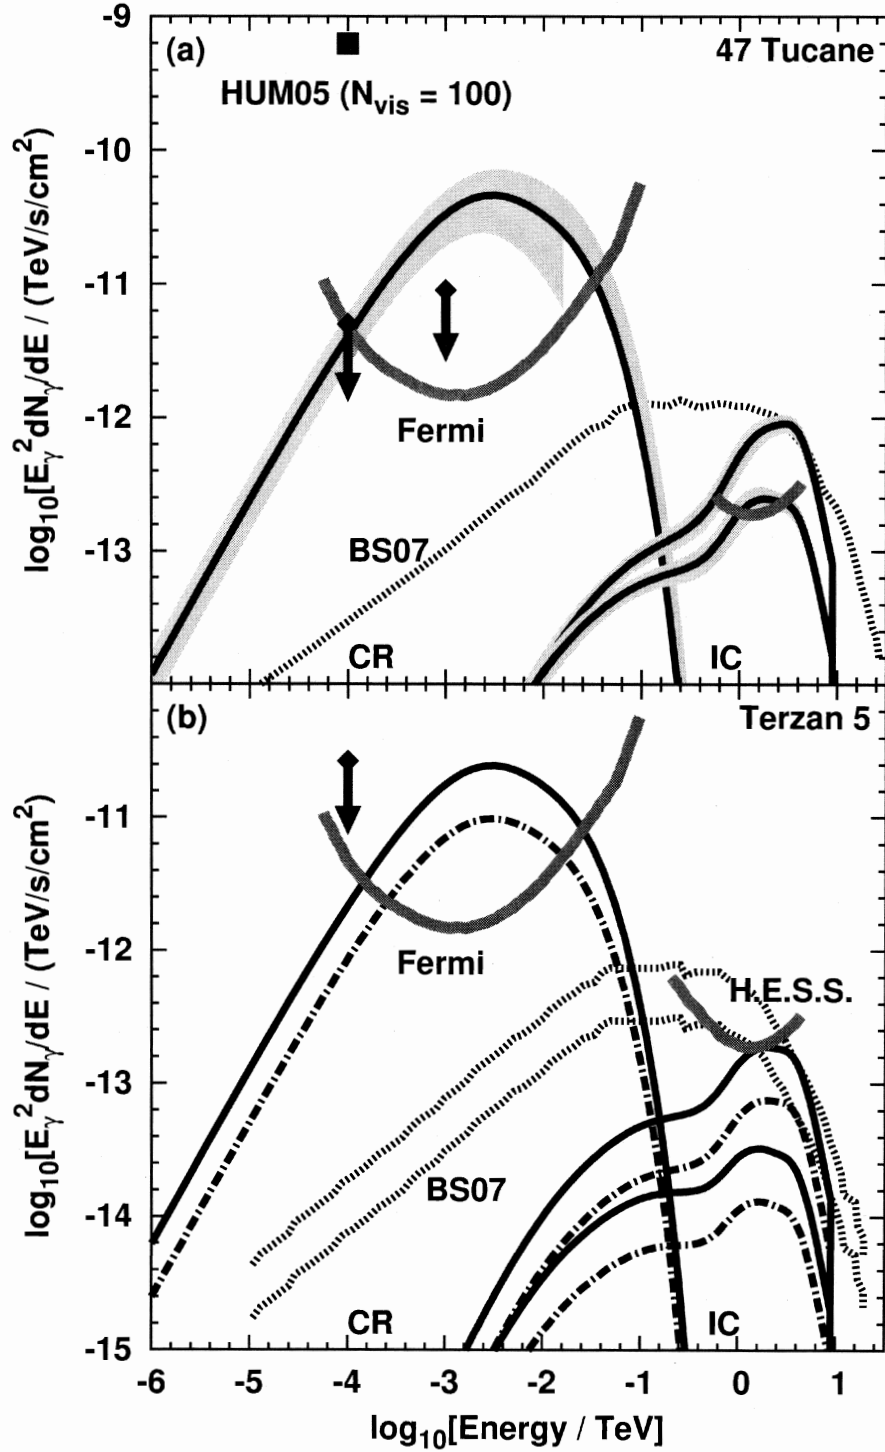 -9
(a)
47 Tucane
HUM05 (N_vis = 100)
-10
-11
-12
-13
Fermi
BS07
CR
IC
log₁₀[E_γ²dN_γ/dE / (TeV/s/cm²)
(b)
Terzan 5
-11
-12
-13
-14
-15
Fermi
H.E.S.S.
BS07
CR
IC
log₁₀[E_γ²dN_γ/dE / (TeV/s/cm²)
-6 -5 -4 -3 -2 -1 0 1
log₁₀[Energy / TeV]